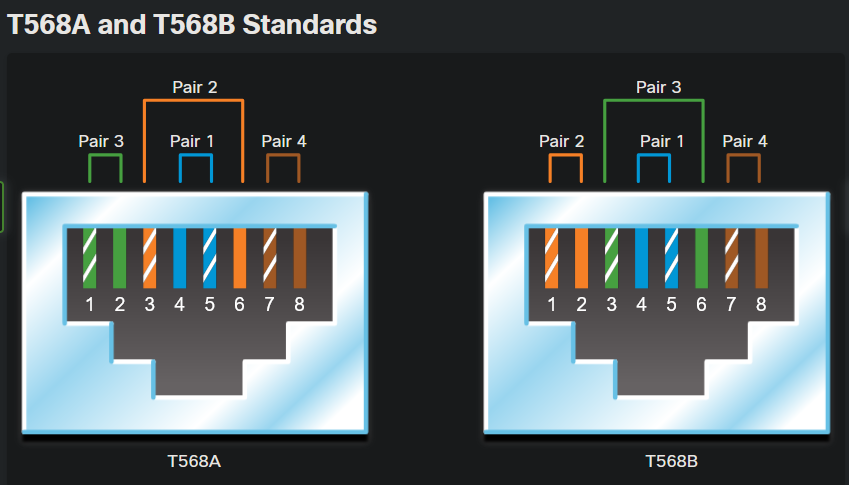 T568A and T568B Standards
Pair 2
Pair 3 Pair 1 Pair 4
1 2 3 4 5 6 7 8
T568A
Pair 3
Pair 2 Pair 1 Pair 4
1 2 3 4 5 6 7 8
T568B